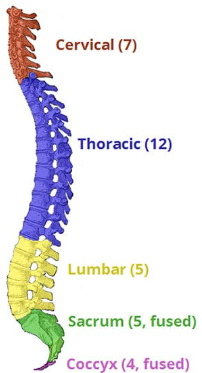 Cervical (7)
Thoracic (12)
Lumbar (5)
Sacrum (5, fused)
Coccyx (4, fused)